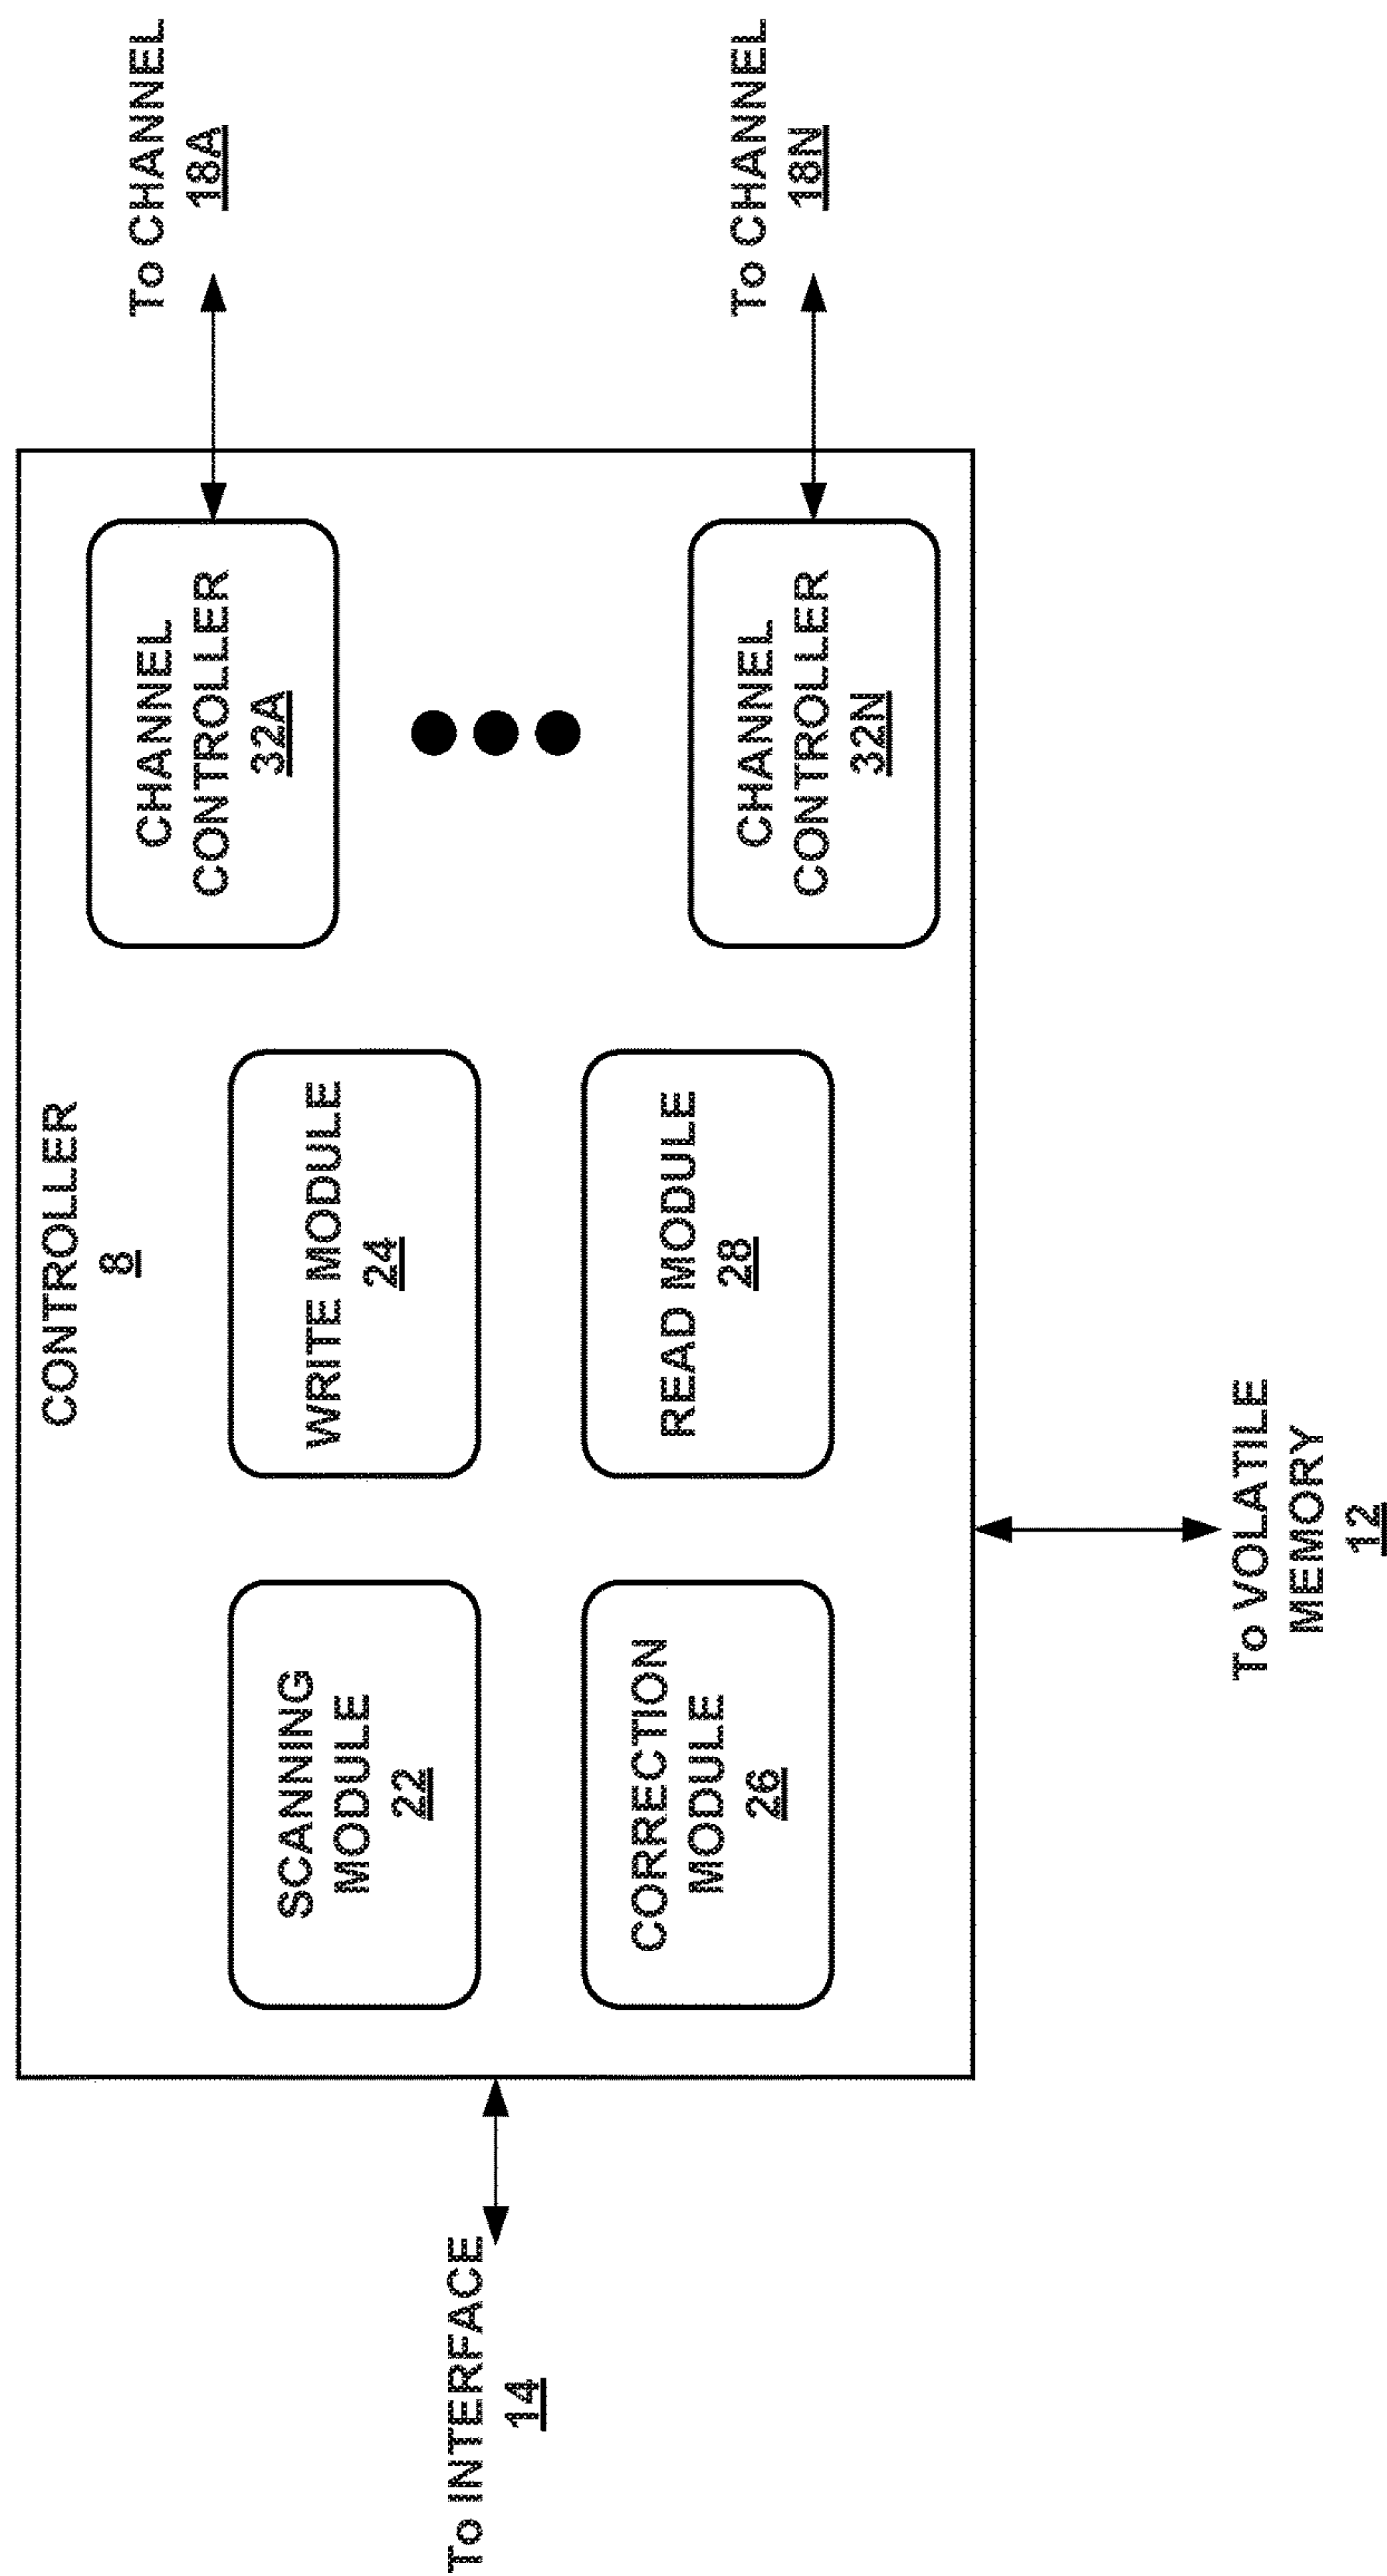 CONTROLLER
8
To INTERFACE
14
SCANNING
MODULE
22
WRITE MODULE
24
CORRECTION
MODULE
26
READ MODULE
28
CHANNEL
CONTROLLER
32A
CHANNEL
CONTROLLER
32N
To CHANNEL
18A
To CHANNEL
18N
To VOLATILE
MEMORY
12